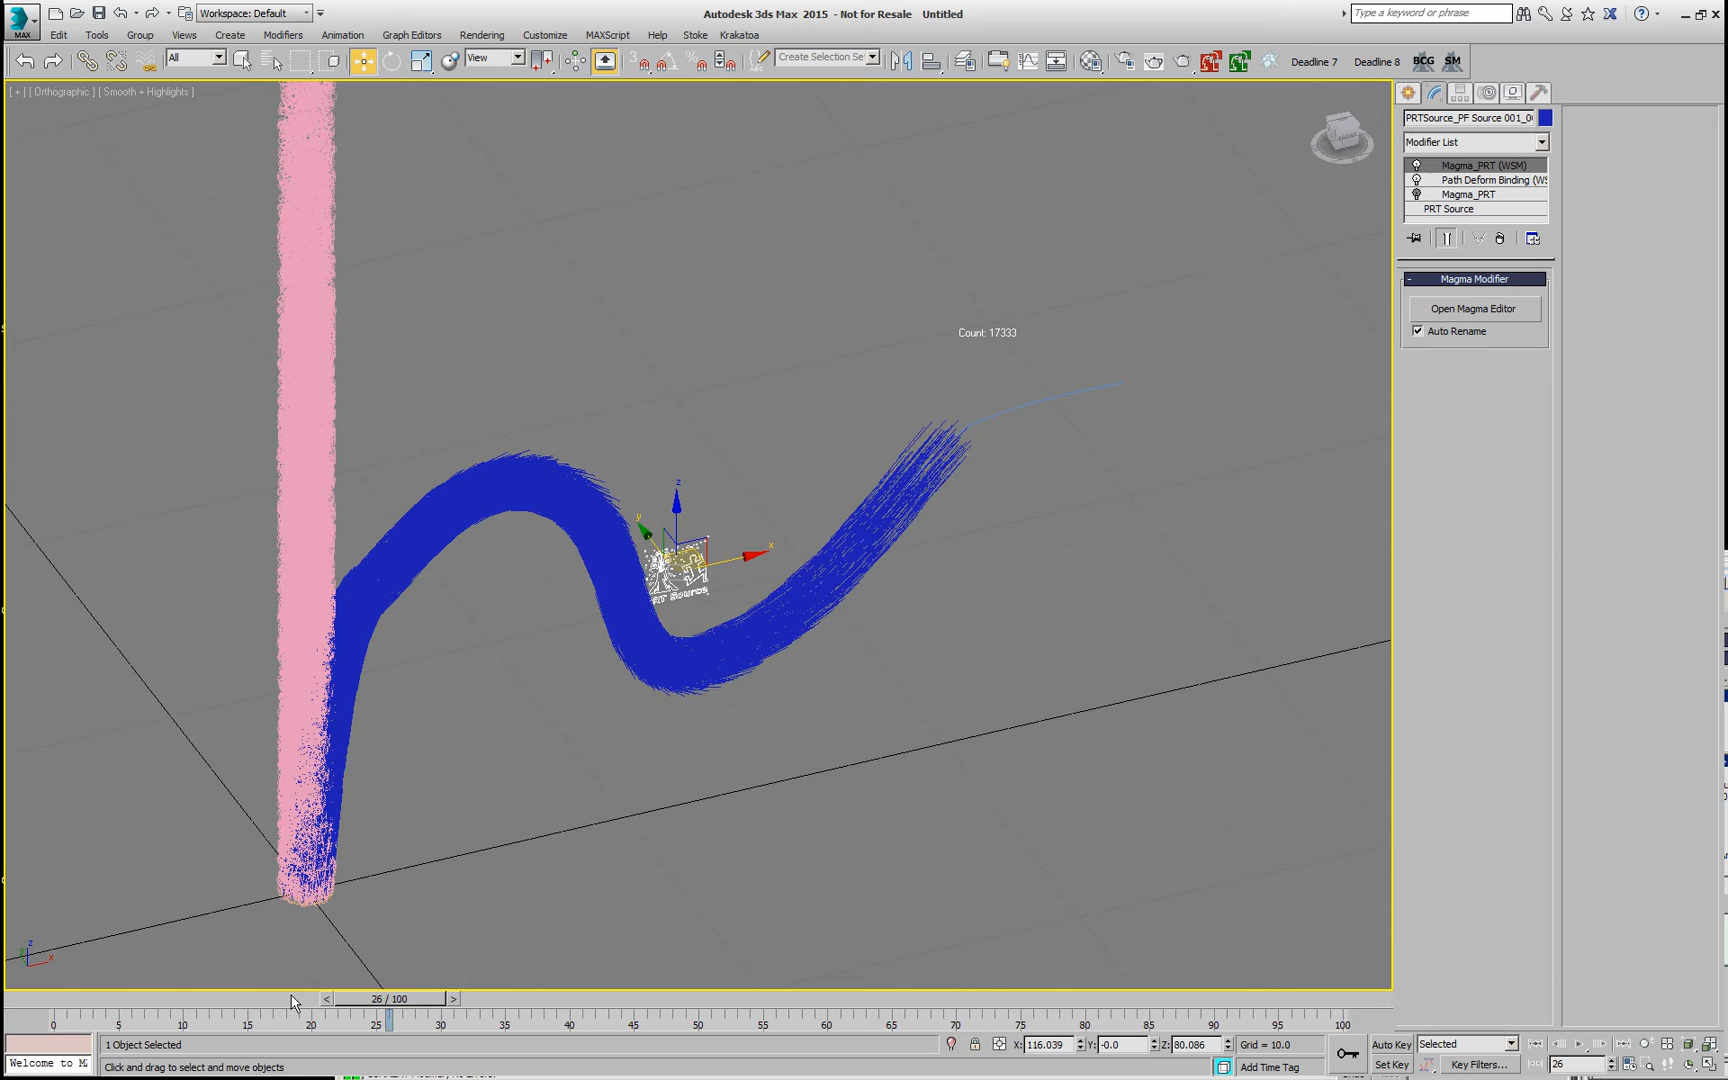 Workspace: Default
Autodesk 3ds Max 2015 - Not for Resale Untitled
Type a keyword or phrase
MAX
Edit Tools Group Views Create Modifiers Animation Graph Editors Rendering Customize MAXScript Help Stoke Krakatoa
All
View
Create Selection Se
Deadline 7 Deadline 8 BCG SM
[ + ] [ Orthographic ] [ Smooth + Highlights ]
FRONT
PRTSource_PF Source 001_0
Modifier List
Magma_PRT (WSM)
Path Deform Binding (WS
Magma_PRT
PRT Source
- Magma Modifier
Open Magma Editor
Auto Rename
Count: 17333
z
y
x
RT Source
z
x
< 26 / 100 >
0 5 10 15 20 25 30 35 40 45 50 55 60 65 70 75 80 85 90 95 100
1 Object Selected
X: 116.039 Y: -0.0 Z: 80.086 Grid = 10.0
Auto Key Selected
Welcome to M
Click and drag to select and move objects
Add Time Tag
Set Key Key Filters... 26